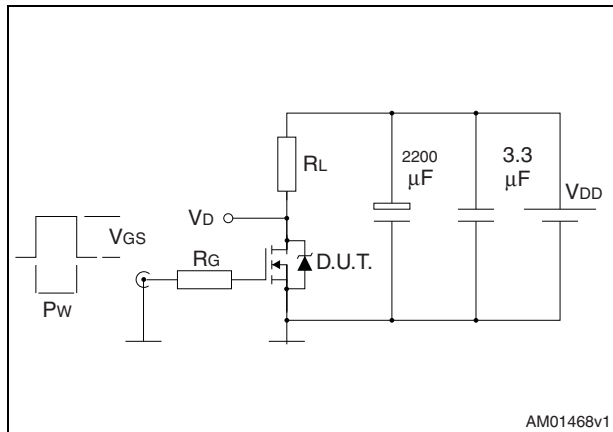 RL
2200
μF
3.3
μF
VDD
VD
VGS
RG
D.U.T.
PW
AM01468v1